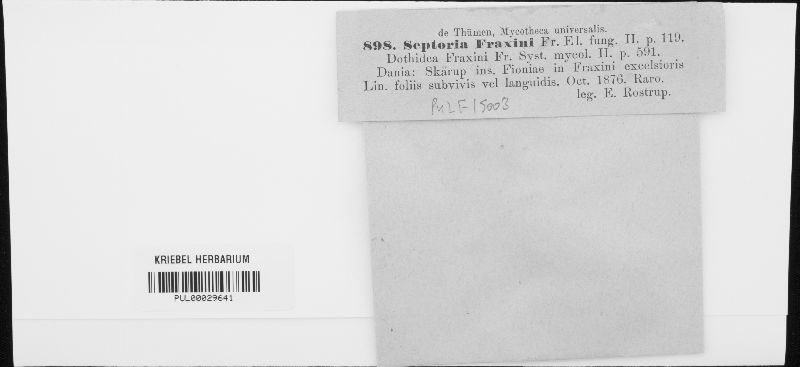 de Thümen, Mycotheca universalis.
898. Septoria Fraxini Fr. El. fung. II. p. 119.
Dothidea Fraxini Fr. Syst. mycol. II. p. 591.
Dania: Skärup ins. Fioniae in Fraxini excelsioris
Lin. foliis subvivis vel languidis. Oct. 1876. Raro.
leg. E. Rostrup.
PUL F15003
KRIEBEL HERBARIUM
PUL00029641